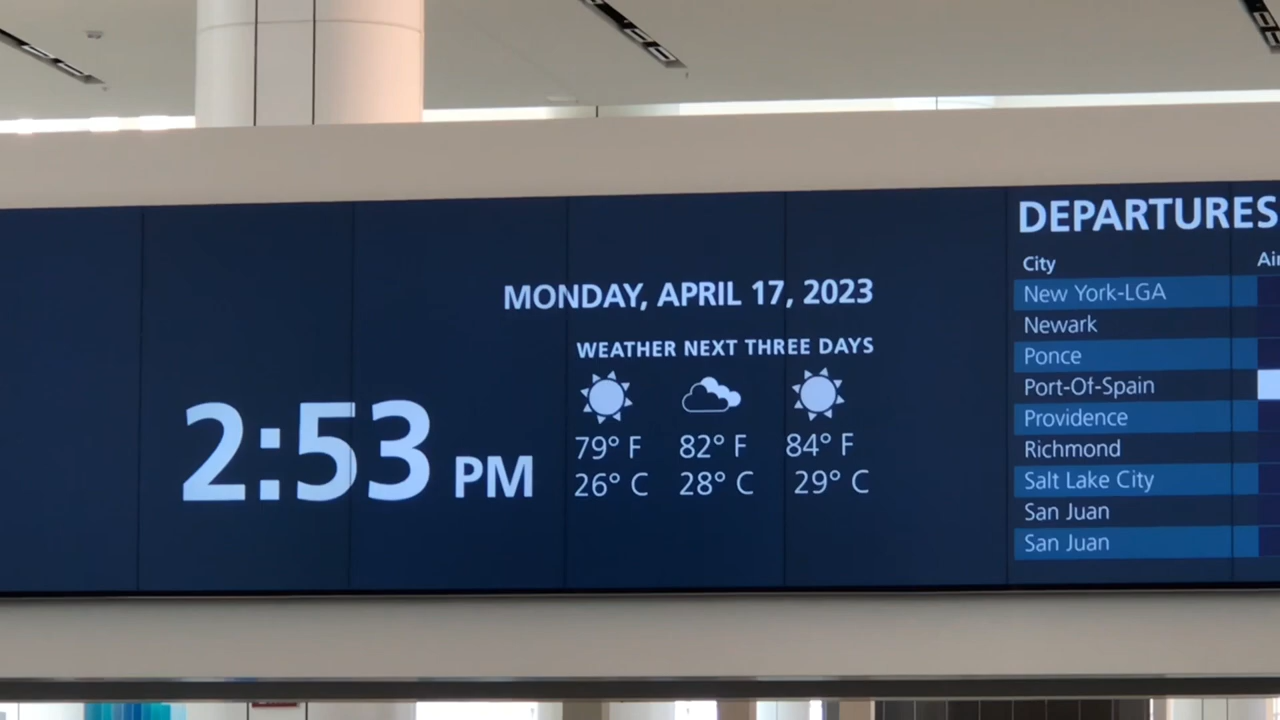 2:53 PM
MONDAY, APRIL 17, 2023
WEATHER NEXT THREE DAYS
79° F 82° F 84° F
26° C 28° C 29° C
DEPARTURES
City
New York-LGA
Newark
Ponce
Port-Of-Spain
Providence
Richmond
Salt Lake City
San Juan
San Juan